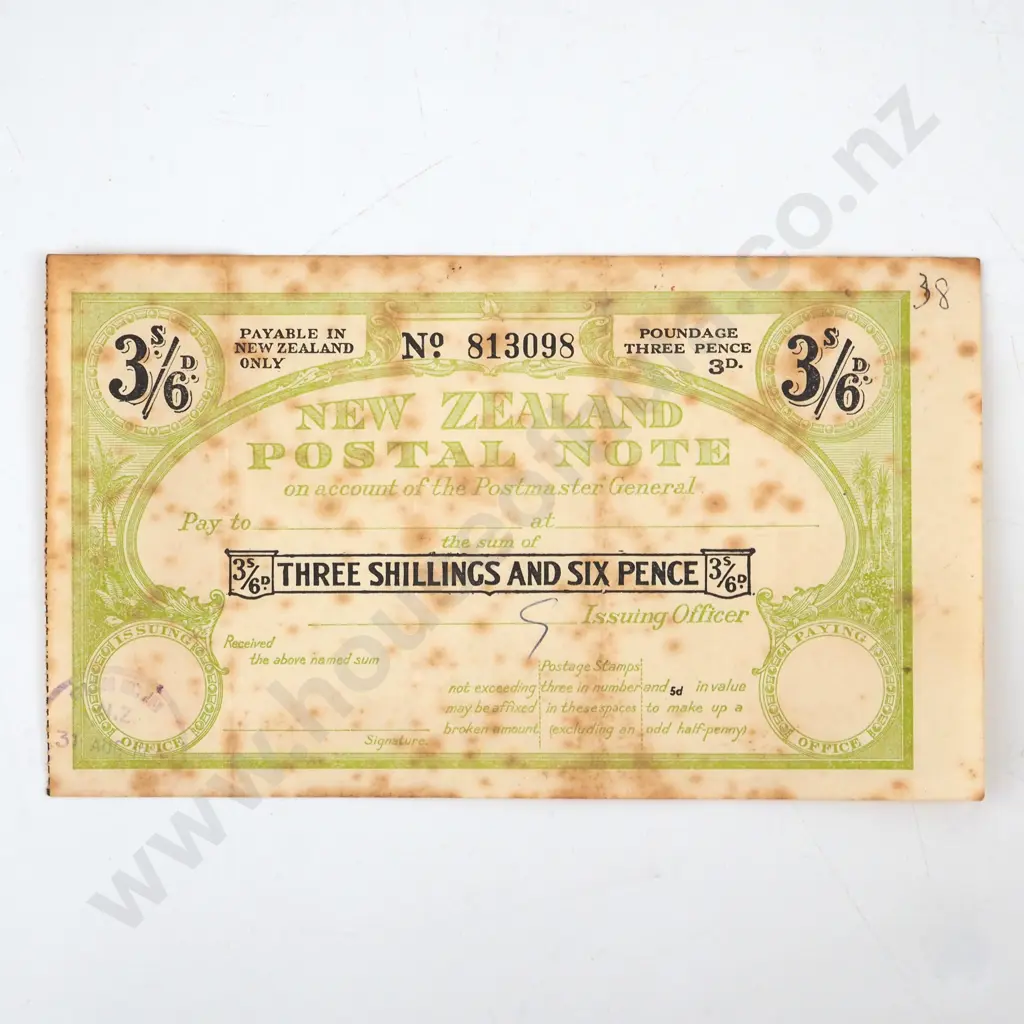 38
3S/6D.
PAYABLE IN
NEW ZEALAND
ONLY
Nº 813098
POUNDAGE
THREE PENCE
3D.
3S/6D.
NEW ZEALAND
POSTAL NOTE
on account of the Postmaster General
Pay to at
the sum of
3S/6D THREE SHILLINGS AND SIX PENCE 3S/6D
Issuing Officer
ISSUING OFFICE
Received
the above named sum
Signature
Postage Stamps
not exceeding three in number and 5d in value
may be affixed in these spaces to make up a
broken amount (excluding an odd half-penny)
PAYING OFFICE
N.Z.
www.houseofwin.co.nz